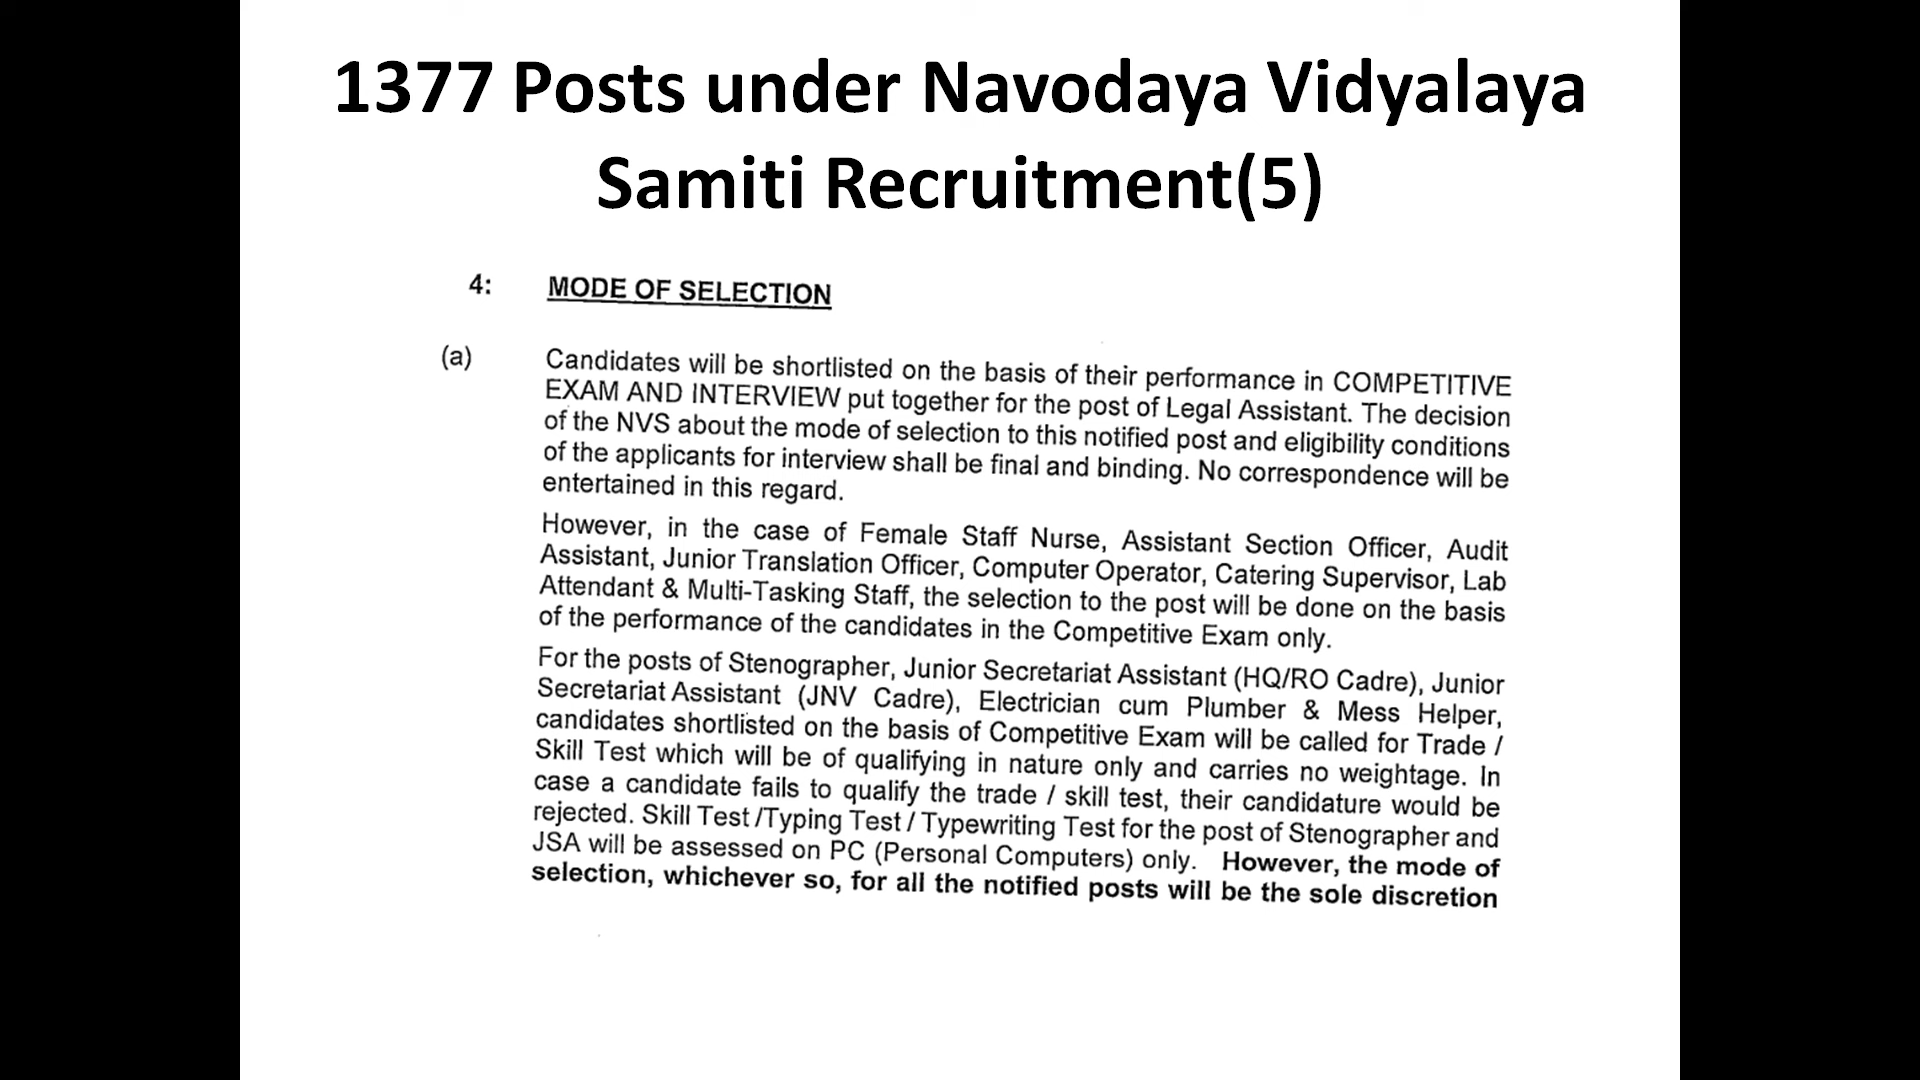 1377 Posts under Navodaya Vidyalaya
Samiti Recruitment(5)
4: MODE OF SELECTION
(a) Candidates will be shortlisted on the basis of their performance in COMPETITIVE
EXAM AND INTERVIEW put together for the post of Legal Assistant. The decision
of the NVS about the mode of selection to this notified post and eligibility conditions
of the applicants for interview shall be final and binding. No correspondence will be
entertained in this regard.
However, in the case of Female Staff Nurse, Assistant Section Officer, Audit
Assistant, Junior Translation Officer, Computer Operator, Catering Supervisor, Lab
Attendant & Multi-Tasking Staff, the selection to the post will be done on the basis
of the performance of the candidates in the Competitive Exam only.
For the posts of Stenographer, Junior Secretariat Assistant (HQ/RO Cadre), Junior
Secretariat Assistant (JNV Cadre), Electrician cum Plumber & Mess Helper,
candidates shortlisted on the basis of Competitive Exam will be called for Trade /
Skill Test which will be of qualifying in nature only and carries no weightage. In
case a candidate fails to qualify the trade / skill test, their candidature would be
rejected. Skill Test /Typing Test / Typewriting Test for the post of Stenographer and
JSA will be assessed on PC (Personal Computers) only. However, the mode of
selection, whichever so, for all the notified posts will be the sole discretion